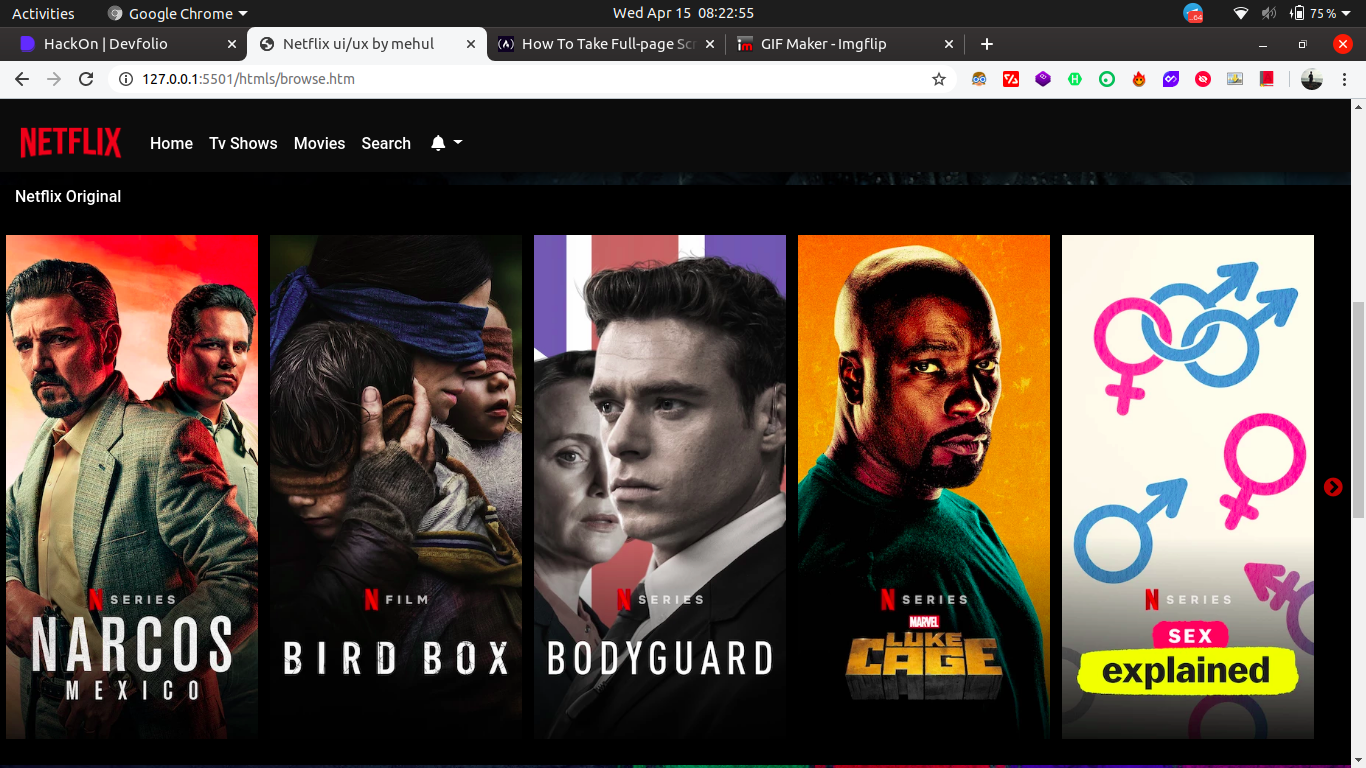 Activities
Google Chrome
Wed Apr 15 08:22:55
64
75 %
HackOn | Devfolio
Netflix ui/ux by mehul
How To Take Full-page Scr
GIF Maker - Imgflip
127.0.0.1:5501/htmls/browse.htm
NETFLIX
Home
Tv Shows
Movies
Search
Netflix Original
N SERIES
NARCOS
MEXICO
N FILM
BIRD BOX
N SERIES
BODYGUARD
N SERIES
MARVEL
LUKE
CAGE
N SERIES
SEX
explained